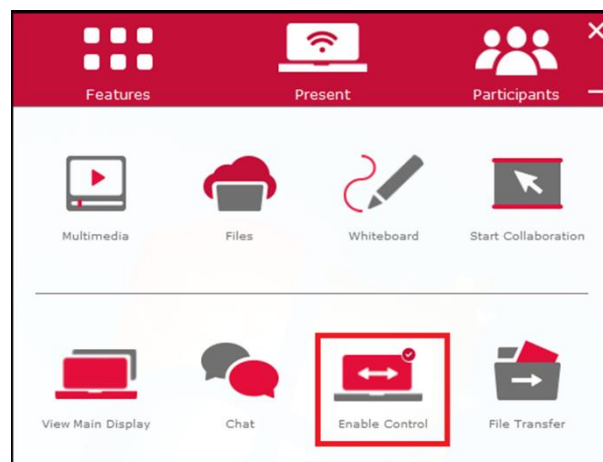 Features
Present
Participants
Multimedia
Files
Whiteboard
Start Collaboration
View Main Display
Chat
Enable Control
File Transfer